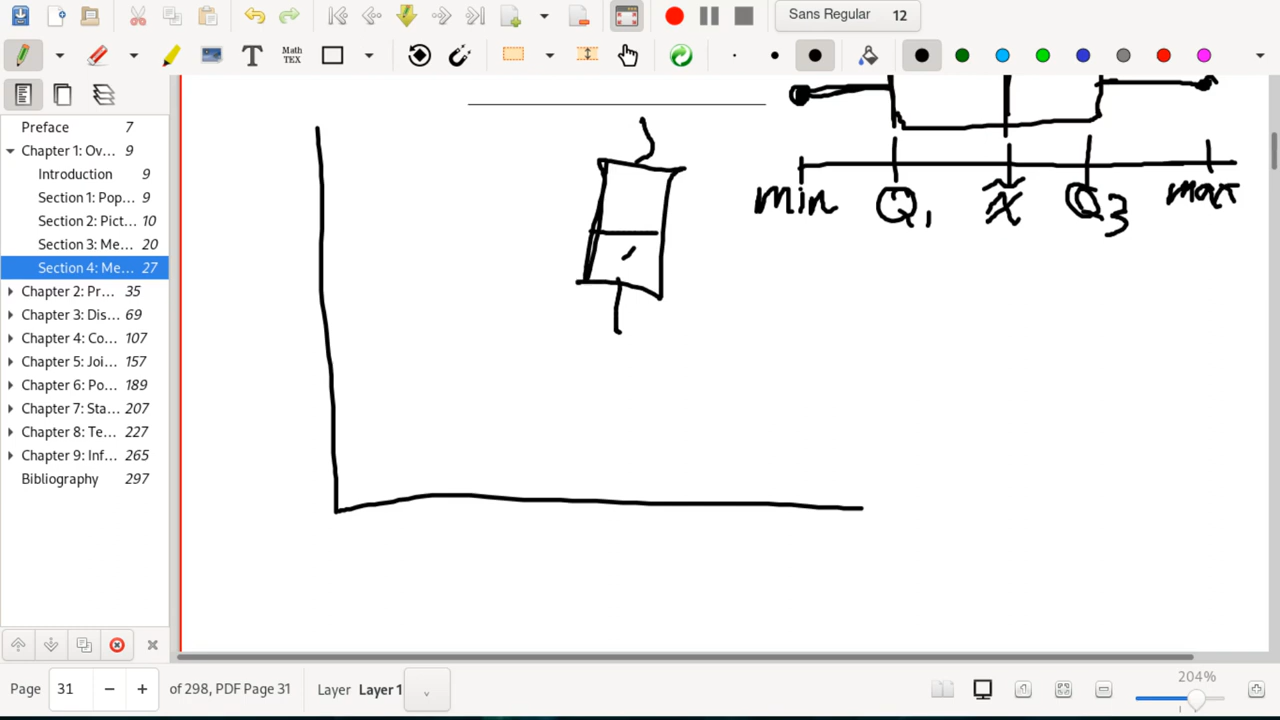 Sans Regular 12
Math
TEX
Preface 7
Chapter 1: Ov... 9
Introduction 9
Section 1: Pop... 9
Section 2: Pict... 10
Section 3: Me... 20
Section 4: Me... 27
Chapter 2: Pr... 35
Chapter 3: Dis... 69
Chapter 4: Co... 107
Chapter 5: Joi... 157
Chapter 6: Po... 189
Chapter 7: Sta... 207
Chapter 8: Te... 227
Chapter 9: Inf... 265
Bibliography 297
min Q₁ x̃ Q₃ max
Page 31 of 298, PDF Page 31 Layer Layer 1 204%